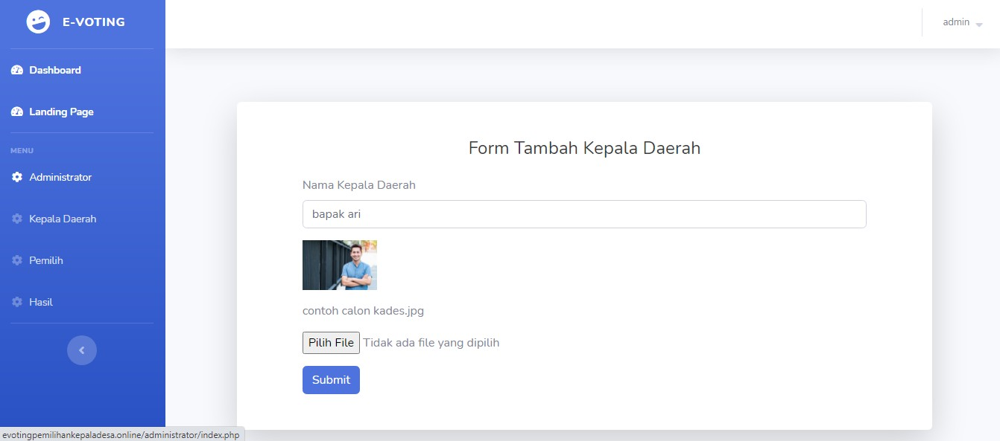 E-VOTING
admin
Dashboard
Landing Page
MENU
Administrator
Kepala Daerah
Pemilih
Hasil
Form Tambah Kepala Daerah
Nama Kepala Daerah
bapak ari
contoh calon kades.jpg
Pilih File Tidak ada file yang dipilih
Submit
evotingpemilihankepaladesa.online/administrator/index.php